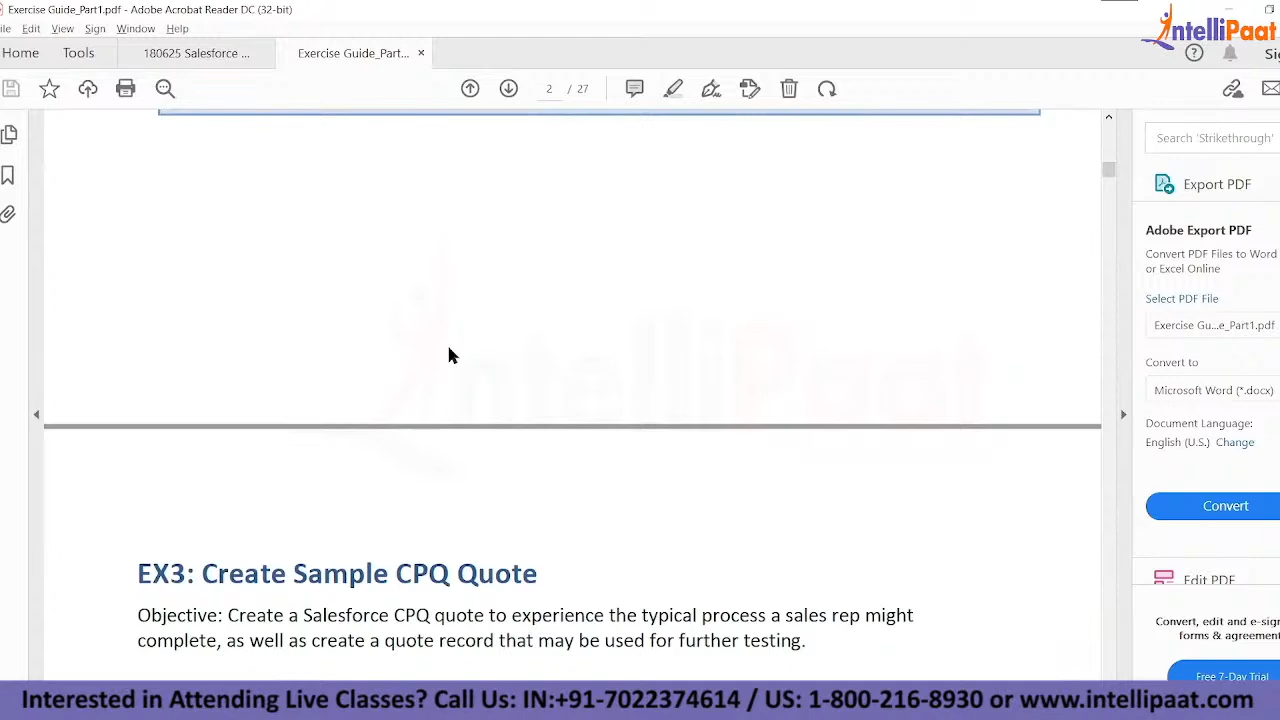 Exercise Guide_Part1.pdf - Adobe Acrobat Reader DC (32-bit)
ile Edit View Sign Window Help
IntelliPaat
Home Tools 180625 Salesforce ... Exercise Guide_Part... × Sig
2 / 27
Search 'Strikethrough'
Export PDF
Adobe Export PDF
Convert PDF Files to Word
or Excel Online
Select PDF File
Exercise Gu...e_Part1.pdf
Convert to
Microsoft Word (*.docx)
Document Language:
English (U.S.) Change
Convert
Edit PDF
Convert, edit and e-sign
forms & agreement
Free 7-Day Trial
IntelliPaat
EX3: Create Sample CPQ Quote
Objective: Create a Salesforce CPQ quote to experience the typical process a sales rep might
complete, as well as create a quote record that may be used for further testing.
Interested in Attending Live Classes? Call Us: IN:+91-7022374614 / US: 1-800-216-8930 or www.intellipaat.com